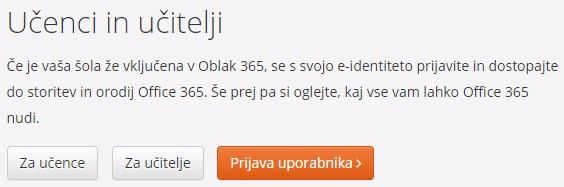 Učenci in učitelji
Če je vaša šola že vključena v Oblak 365, se s svojo e-identiteto prijavite in dostopajte
do storitev in orodij Office 365. Še prej pa si oglejte, kaj vse vam lahko Office 365
nudi.
Za učence Za učitelje Prijava uporabnika ›